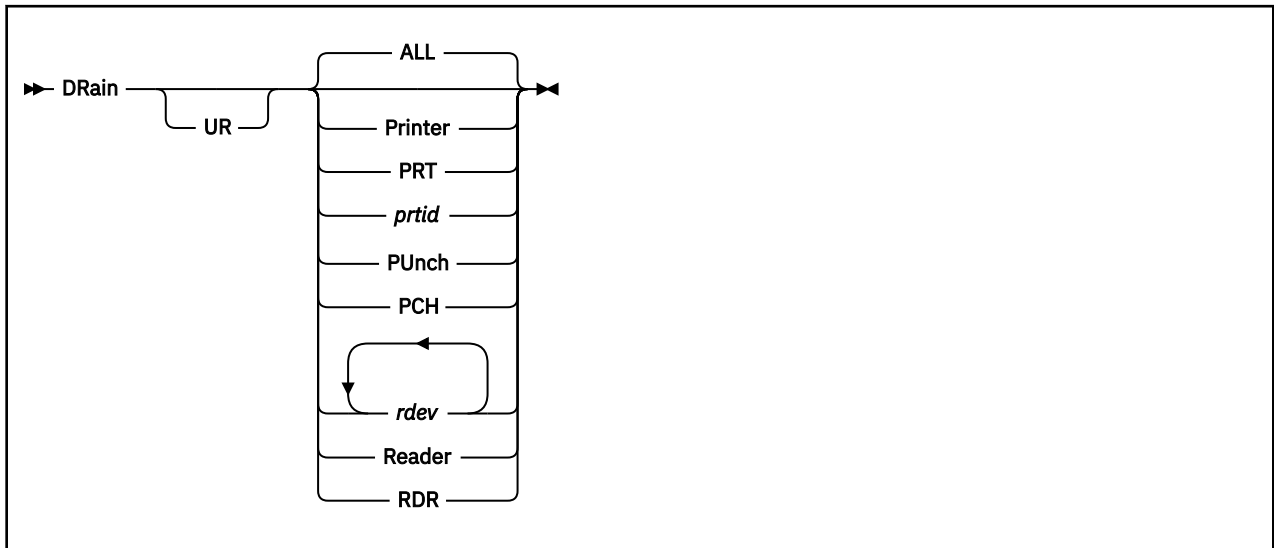 ALL
DRain
UR
Printer
PRT
prtid
PUnch
PCH
rdev
Reader
RDR